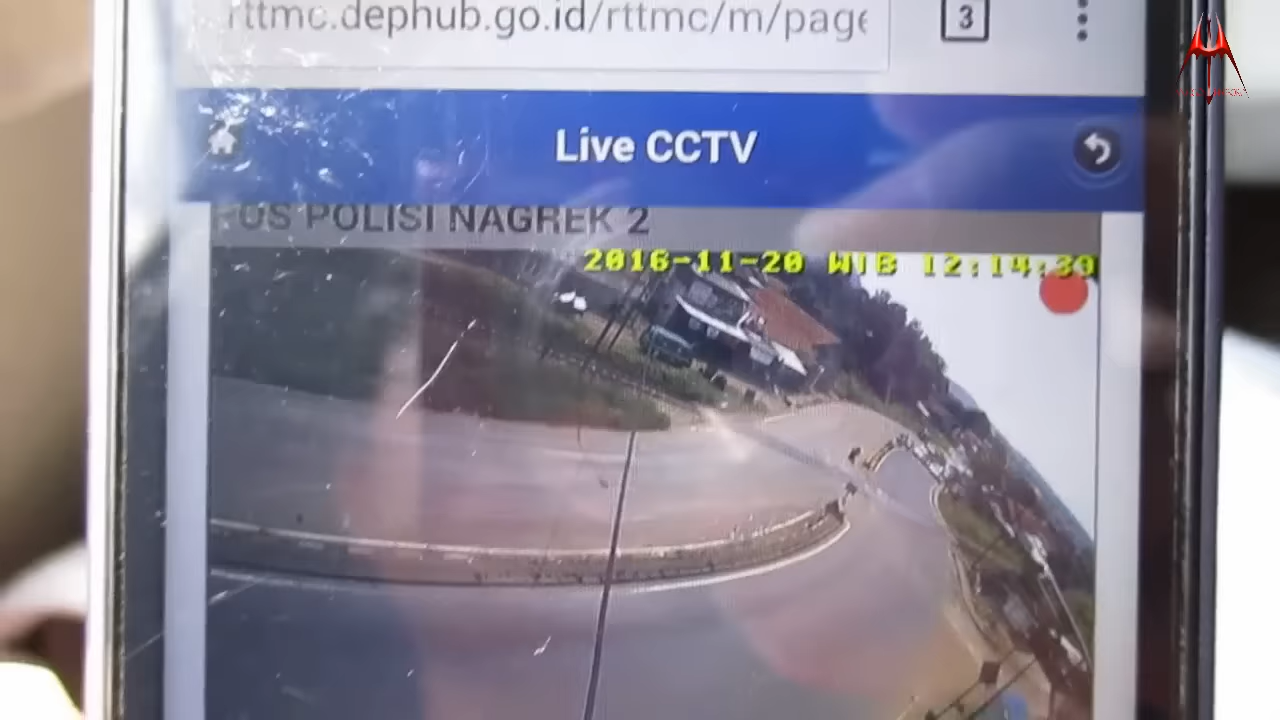 rttmc.dephub.go.id/rttmc/m/page
3
Live CCTV
POS POLISI NAGREK 2
2016-11-20 WIB 12:14:39